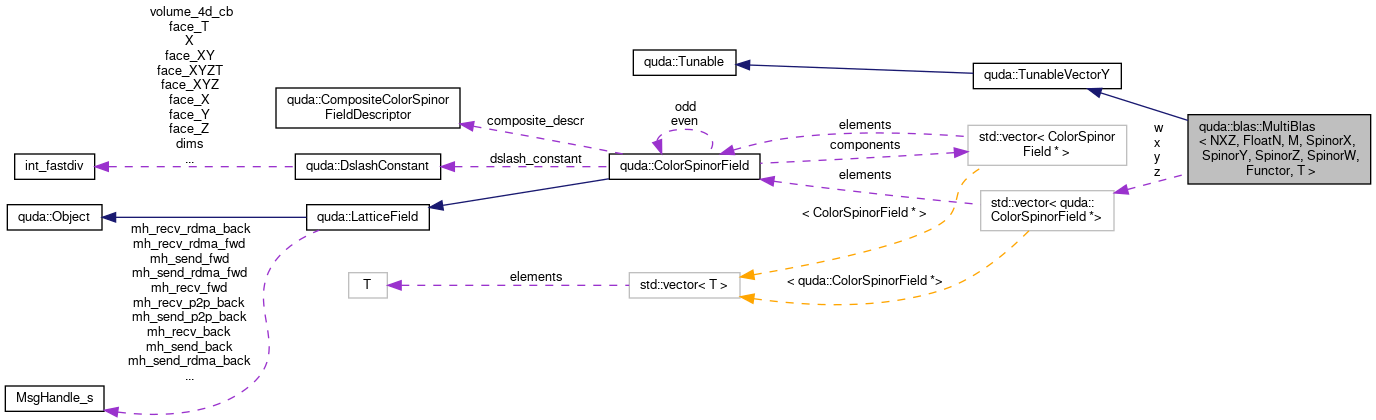 volume_4d_cb
face_T
X
face_XY
face_XYZT
face_XYZ
face_X
face_Y
face_Z
dims
...
int_fastdiv
quda::Object
mh_recv_rdma_back
mh_recv_rdma_fwd
mh_send_fwd
mh_send_rdma_fwd
mh_recv_fwd
mh_recv_p2p_back
mh_send_p2p_back
mh_recv_back
mh_send_back
mh_send_rdma_back
...
MsgHandle_s
quda::CompositeColorSpinor
FieldDescriptor
quda::DslashConstant
quda::LatticeField
T
composite_descr
dslash_constant
elements
quda::Tunable
odd
even
quda::ColorSpinorField
std::vector< T >
elements
components
elements
< ColorSpinorField * >
< quda::ColorSpinorField *>
quda::TunableVectorY
std::vector< ColorSpinor
Field * >
std::vector< quda::
ColorSpinorField *>
w
x
y
z
quda::blas::MultiBlas
< NXZ, FloatN, M, SpinorX,
SpinorY, SpinorZ, SpinorW,
Functor, T >